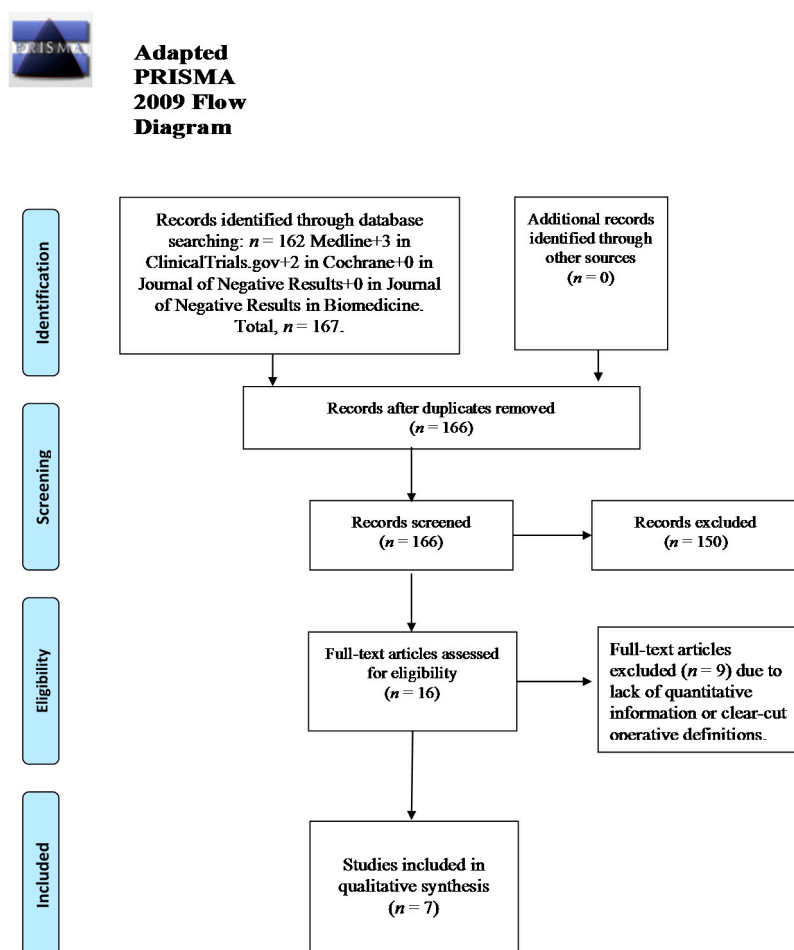 PRISMA
Adapted
PRISMA
2009 Flow
Diagram
Identification
Records identified through database
searching: n = 162 Medline+3 in
ClinicalTrials.gov+2 in Cochrane+0 in
Journal of Negative Results+0 in Journal
of Negative Results in Biomedicine.
Total, n = 167.
Additional records
identified through
other sources
(n = 0)
Records after duplicates removed
(n = 166)
Screening
Records screened
(n = 166)
Records excluded
(n = 150)
Eligibility
Full-text articles assessed
for eligibility
(n = 16)
Full-text articles
excluded (n = 9) due to
lack of quantitative
information or clear-cut
operative definitions.
Included
Studies included in
qualitative synthesis
(n = 7)